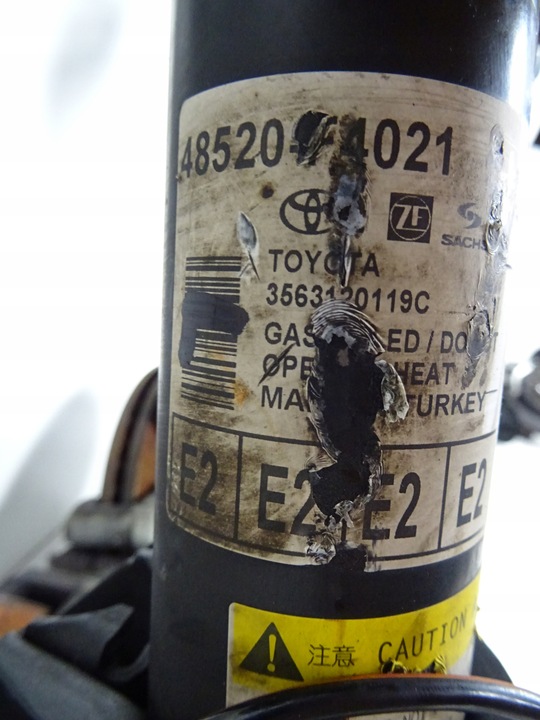 48520 4021
ZF
SACHS
TOYOTA
3563120119C
GAS ED / DO
OPE HEAT
MA TURKEY
E2 E2 E2 E2
注意 CAUTION